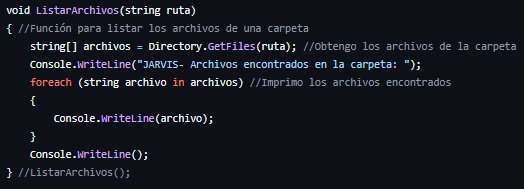 void ListarArchivos(string ruta)
{ //Función para listar los archivos de una carpeta
    string[] archivos = Directory.GetFiles(ruta); //Obtengo los archivos de la carpeta
    Console.WriteLine("JARVIS- Archivos encontrados en la carpeta: ");
    foreach (string archivo in archivos) //Imprimo los archivos encontrados
    {
        Console.WriteLine(archivo);
    }
    Console.WriteLine();
} //ListarArchivos();